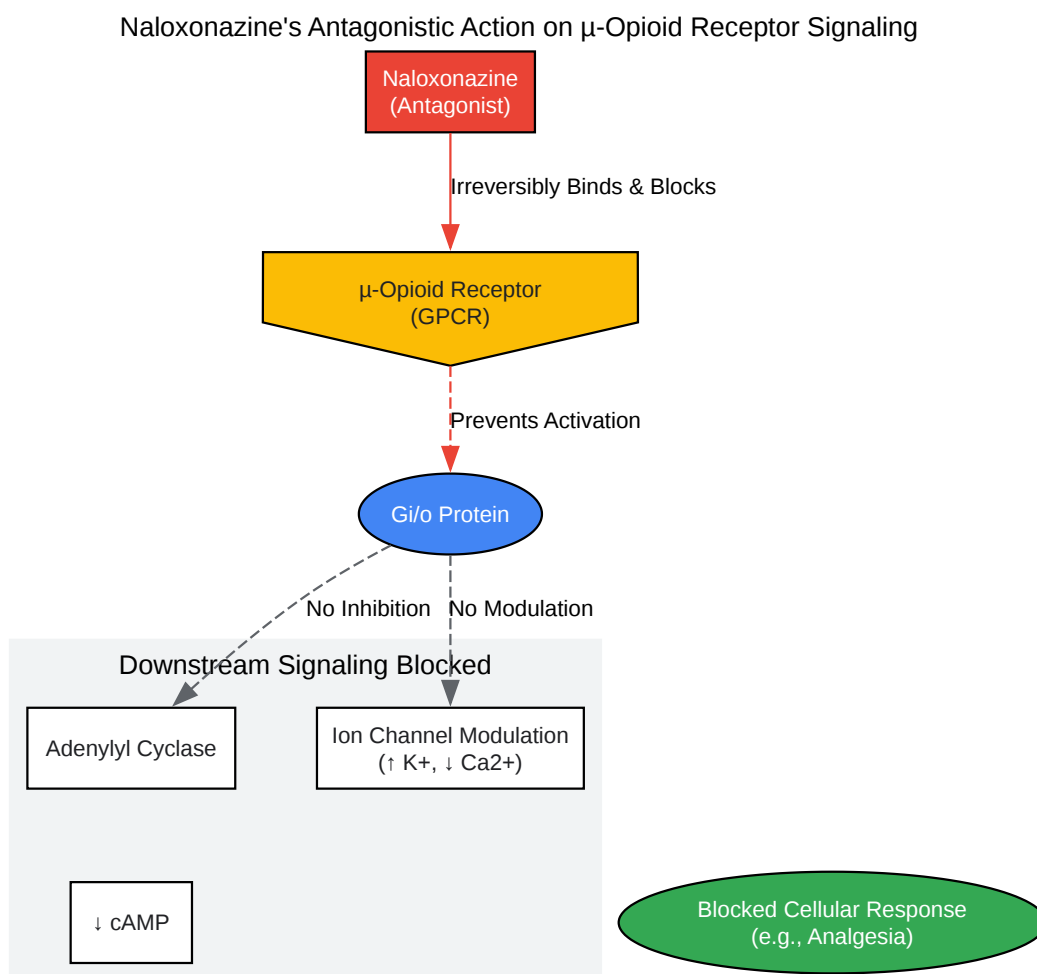 Naloxonazine's Antagonistic Action on µ-Opioid Receptor Signaling
Naloxonazine
(Antagonist)
Irreversibly Binds & Blocks
µ-Opioid Receptor
(GPCR)
Prevents Activation
Gi/o Protein
No Inhibition
No Modulation
Downstream Signaling Blocked
Adenylyl Cyclase
Ion Channel Modulation
(↑ K+, ↓ Ca2+)
↓ cAMP
Blocked Cellular Response
(e.g., Analgesia)